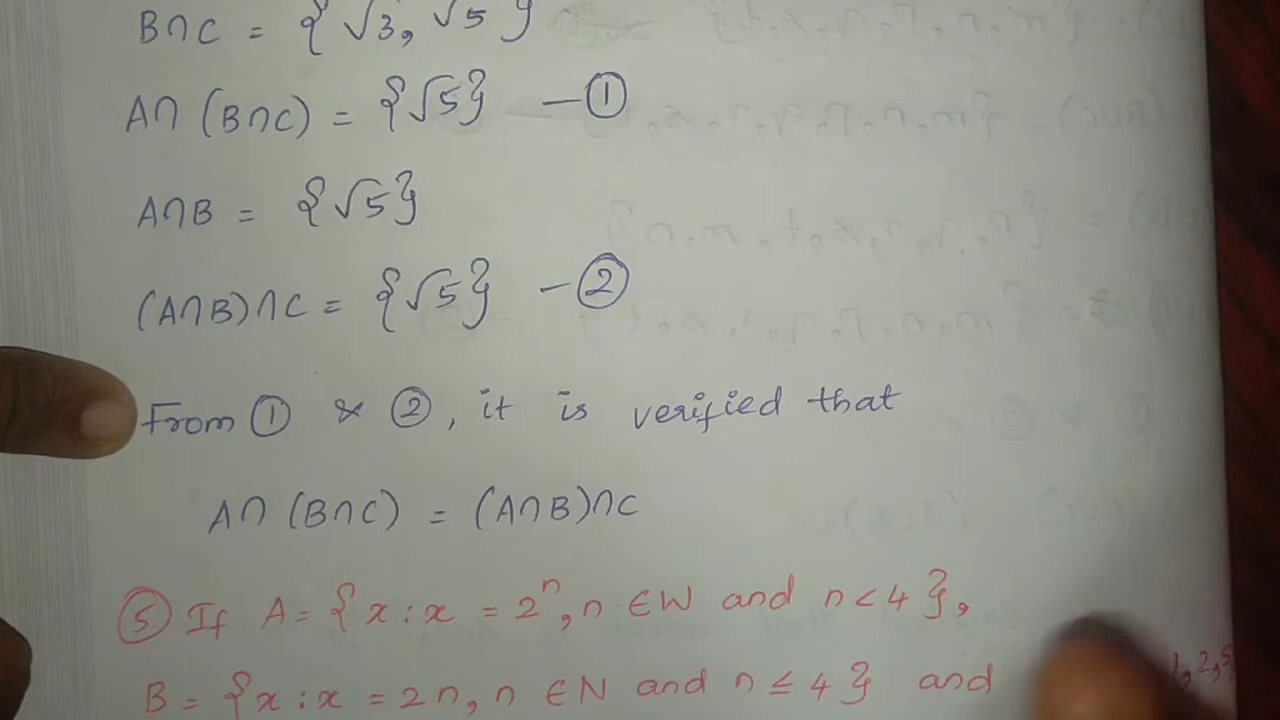 B∩C = {√3, √5}
A∩ (B∩C) = {√5} — ①
A∩B = {√5}
(A∩B)∩C = {√5} — ②
From ① & ②, it is verified that
A∩ (B∩C) = (A∩B)∩C
⑤ If A = {x : x = 2ⁿ, n ∈ W and n < 4},
B = {x : x = 2n, n ∈ N and n ≤ 4} and